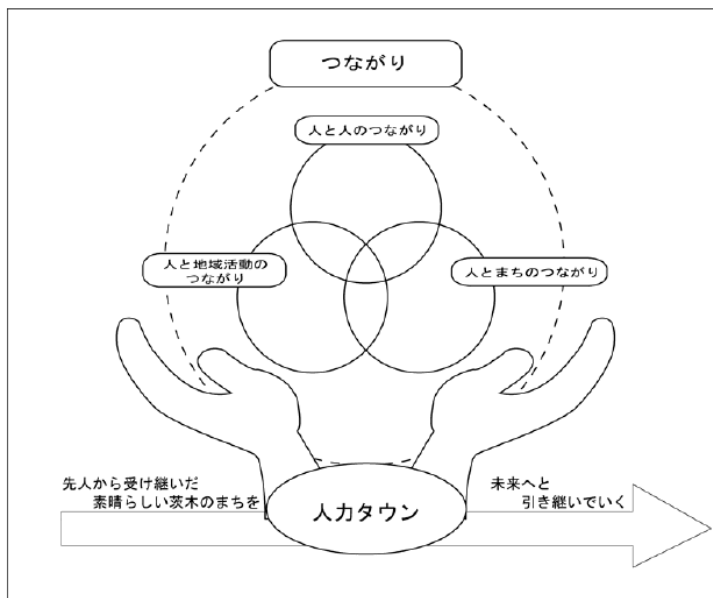 つながり
人と人のつながり
人と地域活動の
つながり
人とまちのつながり
先人から受け継いだ
素晴らしい茨木のまちを
人力タウン
未来へと
引き継いでいく